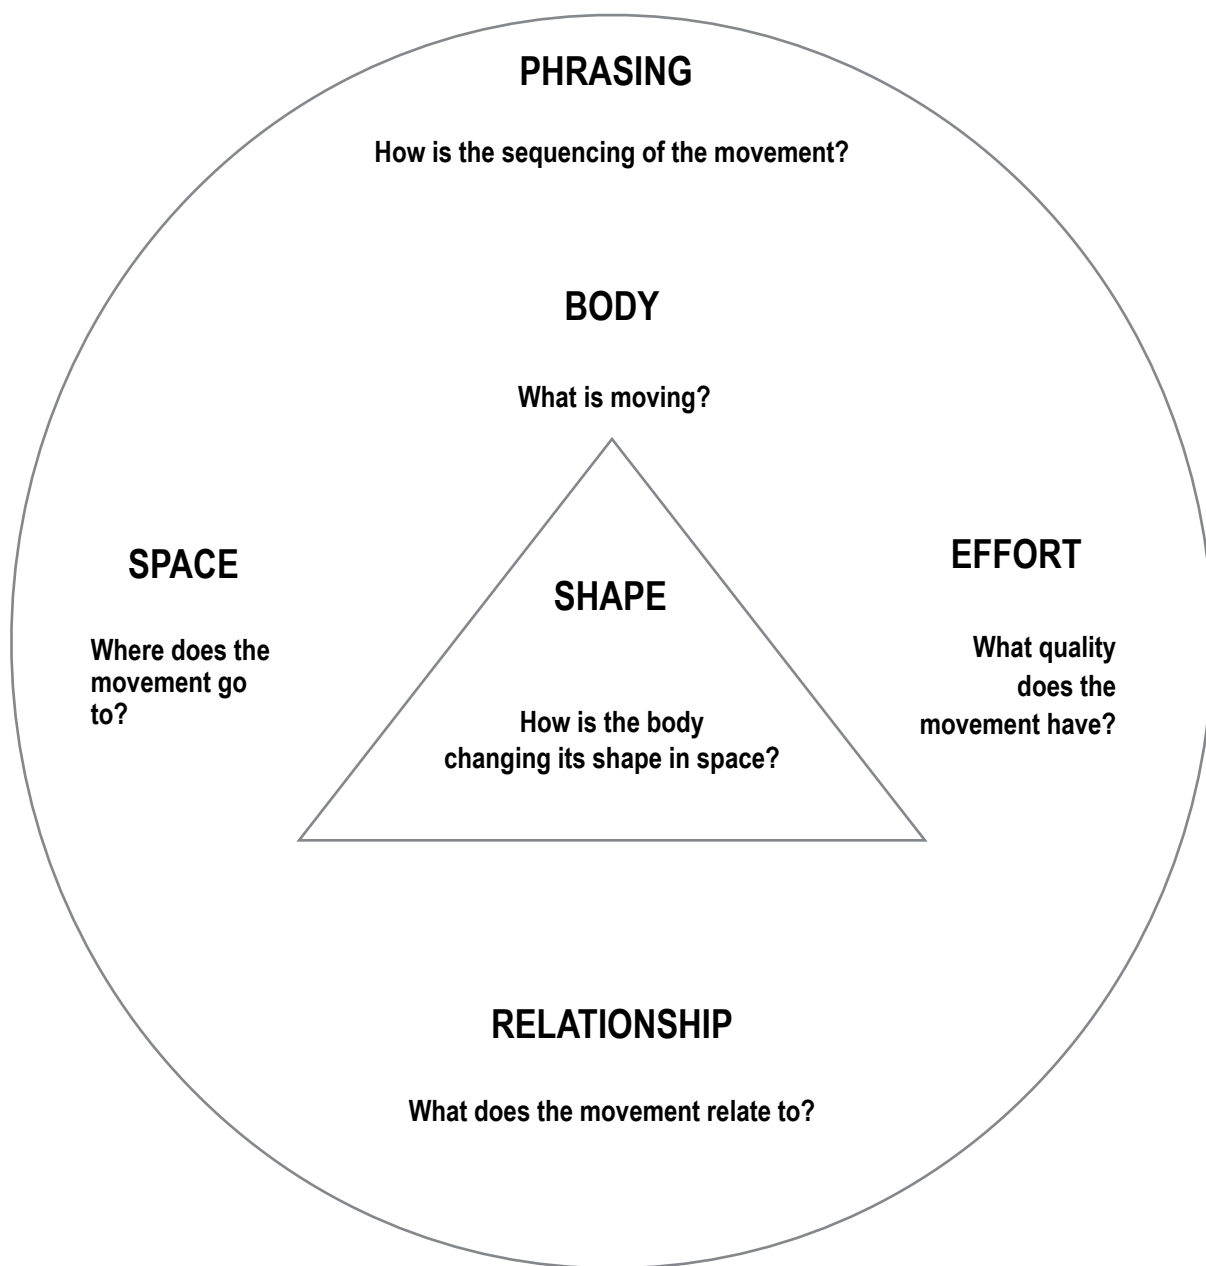 PHRASING
How is the sequencing of the movement?
BODY
What is moving?
SPACE
Where does the
movement go
to?
SHAPE
How is the body
changing its shape in space?
EFFORT
What quality
does the
movement have?
RELATIONSHIP
What does the movement relate to?